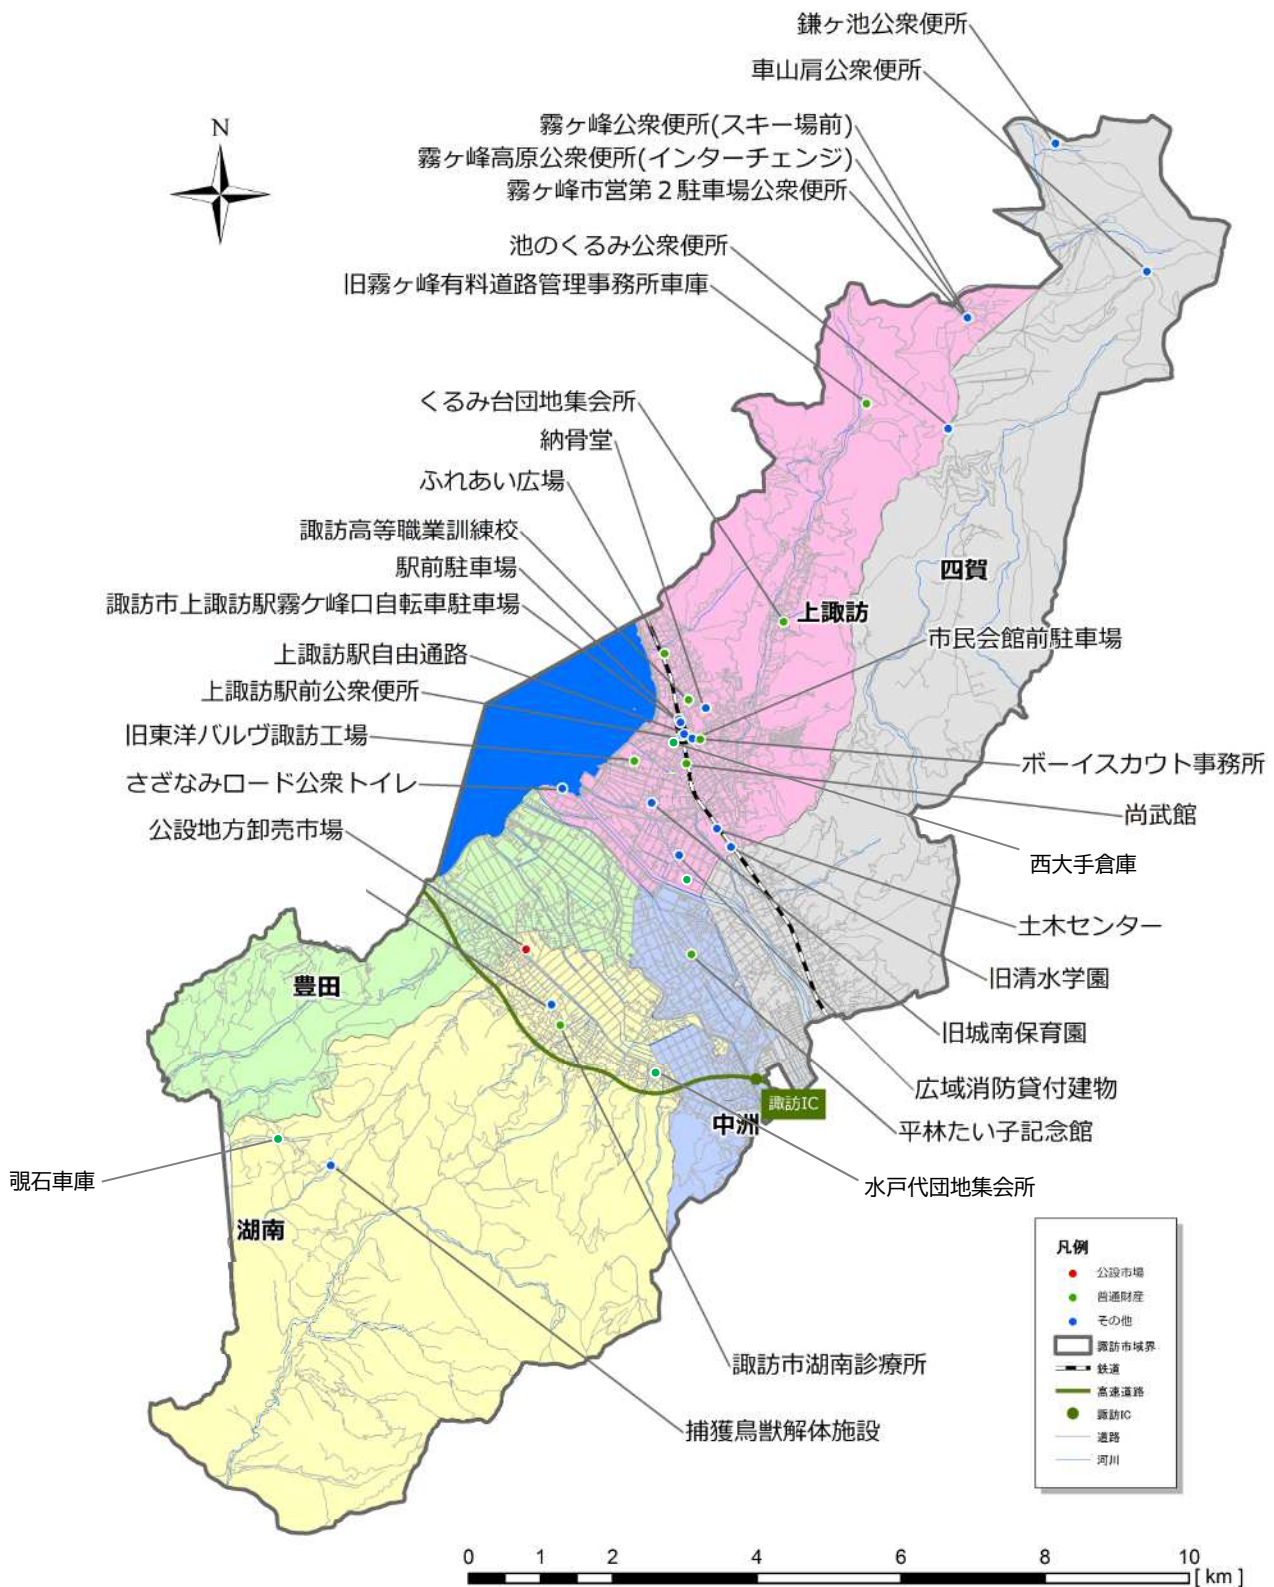 鎌ヶ池公衆便所
車山肩公衆便所
N
霧ヶ峰公衆便所(スキー場前)
霧ヶ峰高原公衆便所(インターチェンジ)
霧ヶ峰市営第２駐車場公衆便所
池のくるみ公衆便所
旧霧ヶ峰有料道路管理事務所車庫
くるみ台団地集会所
納骨堂
ふれあい広場
諏訪高等職業訓練校
駅前駐車場
諏訪市上諏訪駅霧ケ峰口自転車駐車場
上諏訪駅自由通路
上諏訪駅前公衆便所
旧東洋バルヴ諏訪工場
さざなみロード公衆トイレ
公設地方卸売市場
四賀
上諏訪
市民会館前駐車場
ボーイスカウト事務所
尚武館
西大手倉庫
土木センター
旧清水学園
旧城南保育園
広域消防貸付建物
平林たい子記念館
水戸代団地集会所
豊田
諏訪IC
中洲
覗石車庫
湖南
諏訪市湖南診療所
捕獲鳥獣解体施設
凡例
公設市場
普通財産
その他
諏訪市域界
鉄道
高速道路
諏訪IC
道路
河川
0 1 2 4 6 8 10
[ km ]